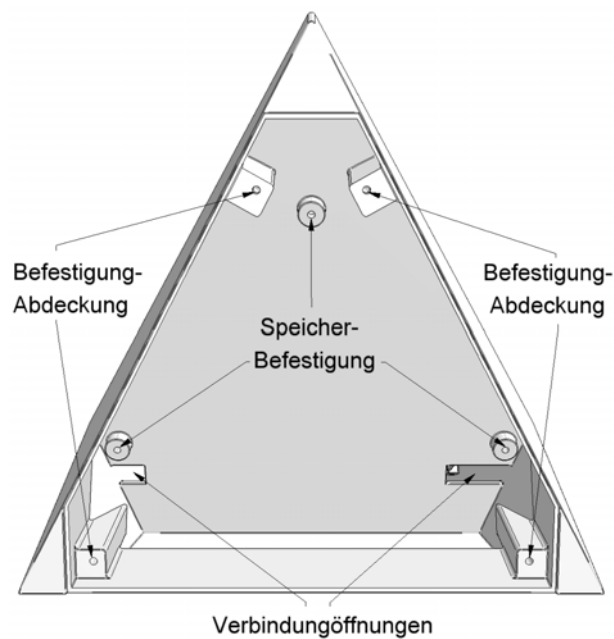 Befestigung-
Abdeckung
Befestigung-
Abdeckung
Speicher-
Befestigung
Verbindungöffnungen